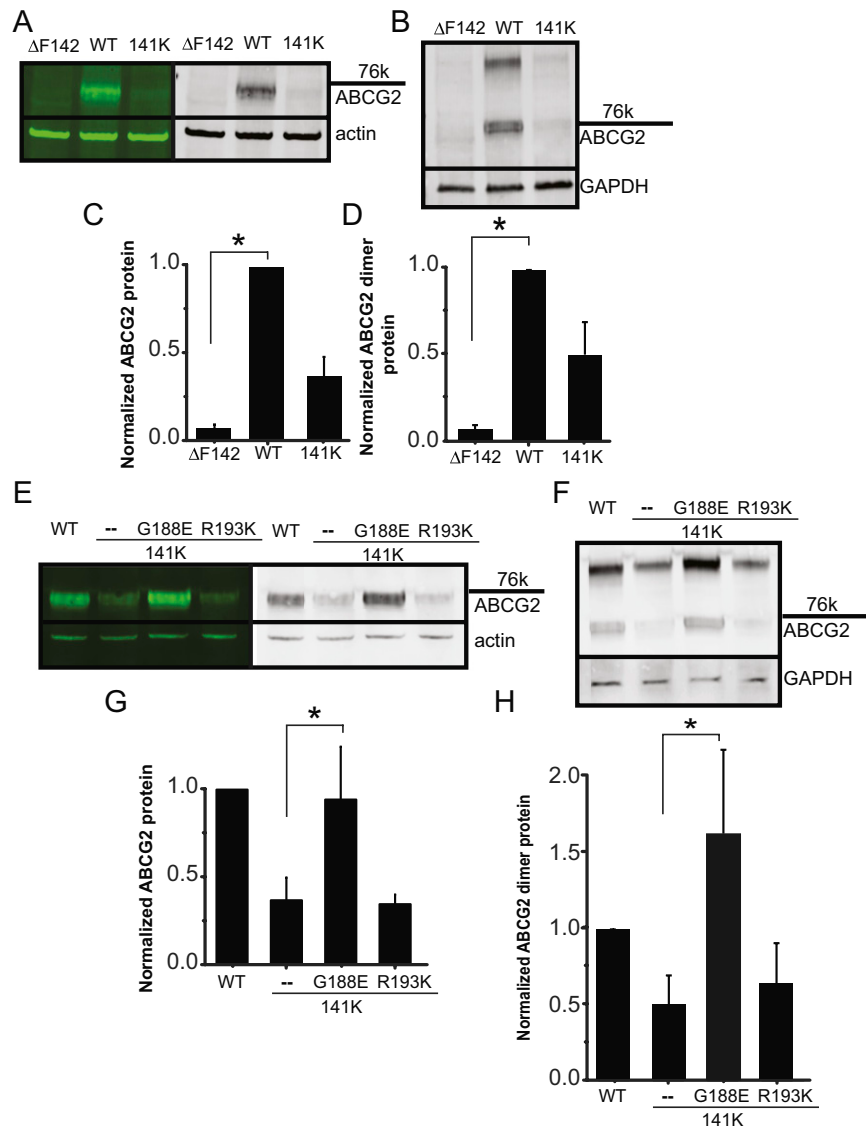 A
ΔF142 WT 141K ΔF142 WT 141K
76k
ABCG2
actin
B
ΔF142 WT 141K
76k
ABCG2
GAPDH
C
*
Normalized ABCG2 protein
1.0
0.5
0.0
ΔF142 WT 141K
D
*
Normalized ABCG2 dimer
protein
1.0
0.5
0.0
ΔF142 WT 141K
E
WT -- G188E R193K WT -- G188E R193K
141K 141K
76k
ABCG2
actin
F
WT -- G188E R193K
141K
76k
ABCG2
GAPDH
G
*
Normalized ABCG2 protein
1.0
0.5
0.0
WT -- G188E R193K
141K
H
*
Normalized ABCG2 dimer protein
2.0
1.5
1.0
0.5
0.0
WT -- G188E R193K
141K